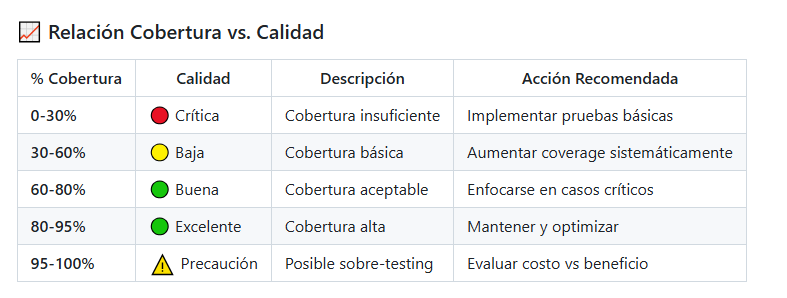 📈 Relación Cobertura vs. Calidad
% Cobertura Calidad Descripción Acción Recomendada
0-30% 🔴 Crítica Cobertura insuficiente Implementar pruebas básicas
30-60% 🟡 Baja Cobertura básica Aumentar coverage sistemáticamente
60-80% 🟢 Buena Cobertura aceptable Enfocarse en casos críticos
80-95% 🟢 Excelente Cobertura alta Mantener y optimizar
95-100% ⚠️ Precaución Posible sobre-testing Evaluar costo vs beneficio